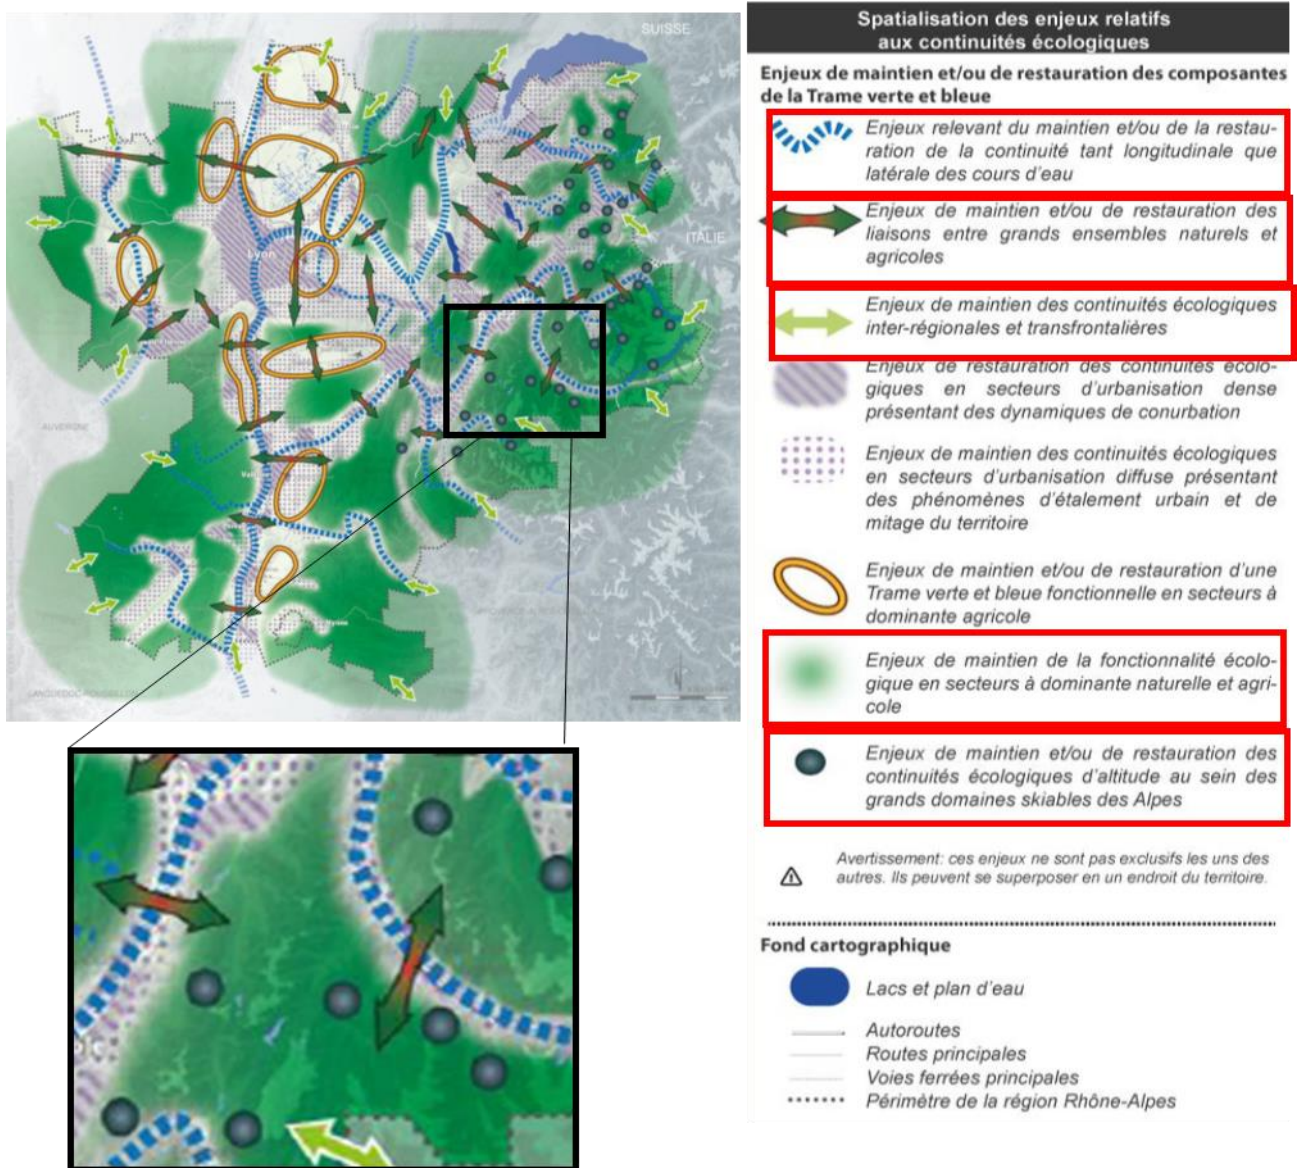 SUISSE
ITALIE
Lyon
AUVERGNE
Spatialisation des enjeux relatifs
aux continuités écologiques
Enjeux de maintien et/ou de restauration des composantes
de la Trame verte et bleue
Enjeux relevant du maintien et/ou de la restau-
ration de la continuité tant longitudinale que
latérale des cours d'eau
Enjeux de maintien et/ou de restauration des
liaisons entre grands ensembles naturels et
agricoles
Enjeux de maintien des continuités écologiques
inter-régionales et transfrontalières
Enjeux de restauration des continuités écolo-
giques en secteurs d'urbanisation dense
présentant des dynamiques de conurbation
Enjeux de maintien des continuités écologiques
en secteurs d'urbanisation diffuse présentant
des phénomènes d'étalement urbain et de
mitage du territoire
Enjeux de maintien et/ou de restauration d'une
Trame verte et bleue fonctionnelle en secteurs à
dominante agricole
Enjeux de maintien de la fonctionnalité écolo-
gique en secteurs à dominante naturelle et agri-
cole
Enjeux de maintien et/ou de restauration des
continuités écologiques d'altitude au sein des
grands domaines skiables des Alpes
Avertissement: ces enjeux ne sont pas exclusifs les uns des
autres. Ils peuvent se superposer en un endroit du territoire.
Fond cartographique
Lacs et plan d'eau
Autoroutes
Routes principales
Voies ferrées principales
Périmètre de la région Rhône-Alpes